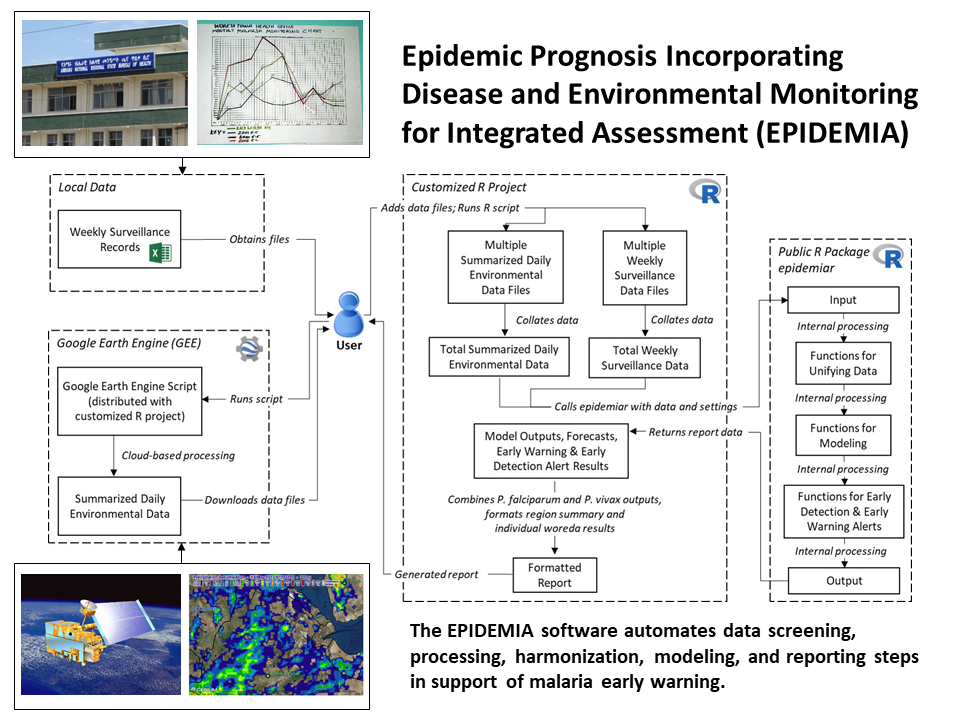 Epidemic Prognosis Incorporating
Disease and Environmental Monitoring
for Integrated Assessment (EPIDEMIA)
WERETA TOWN HEALTH OFFICE
MONTHLY MALARIA MONITORING CHART
KEY
Local Data
Weekly Surveillance
Records
Obtains files
User
Google Earth Engine (GEE)
Google Earth Engine Script
(distributed with
customized R project)
Runs script
Cloud-based processing
Summarized Daily
Environmental Data
Downloads data files
Customized R Project
R
Adds data files; Runs R script
Multiple
Summarized Daily
Environmental
Data Files
Multiple
Weekly
Surveillance
Data Files
Collates data
Collates data
Total Summarized Daily
Environmental Data
Total Weekly
Surveillance Data
Calls epidemiar with data and settings
Returns report data
Model Outputs, Forecasts,
Early Warning & Early
Detection Alert Results
Combines P. falciparum and P. vivax outputs,
formats region summary and
individual woreda results
Formatted
Report
Generated report
Public R Package
epidemiar
R
Input
Internal processing
Functions for
Unifying Data
Internal processing
Functions for
Modeling
Internal processing
Functions for Early
Detection & Early
Warning Alerts
Internal processing
Output
The EPIDEMIA software automates data screening,
processing, harmonization, modeling, and reporting steps
in support of malaria early warning.